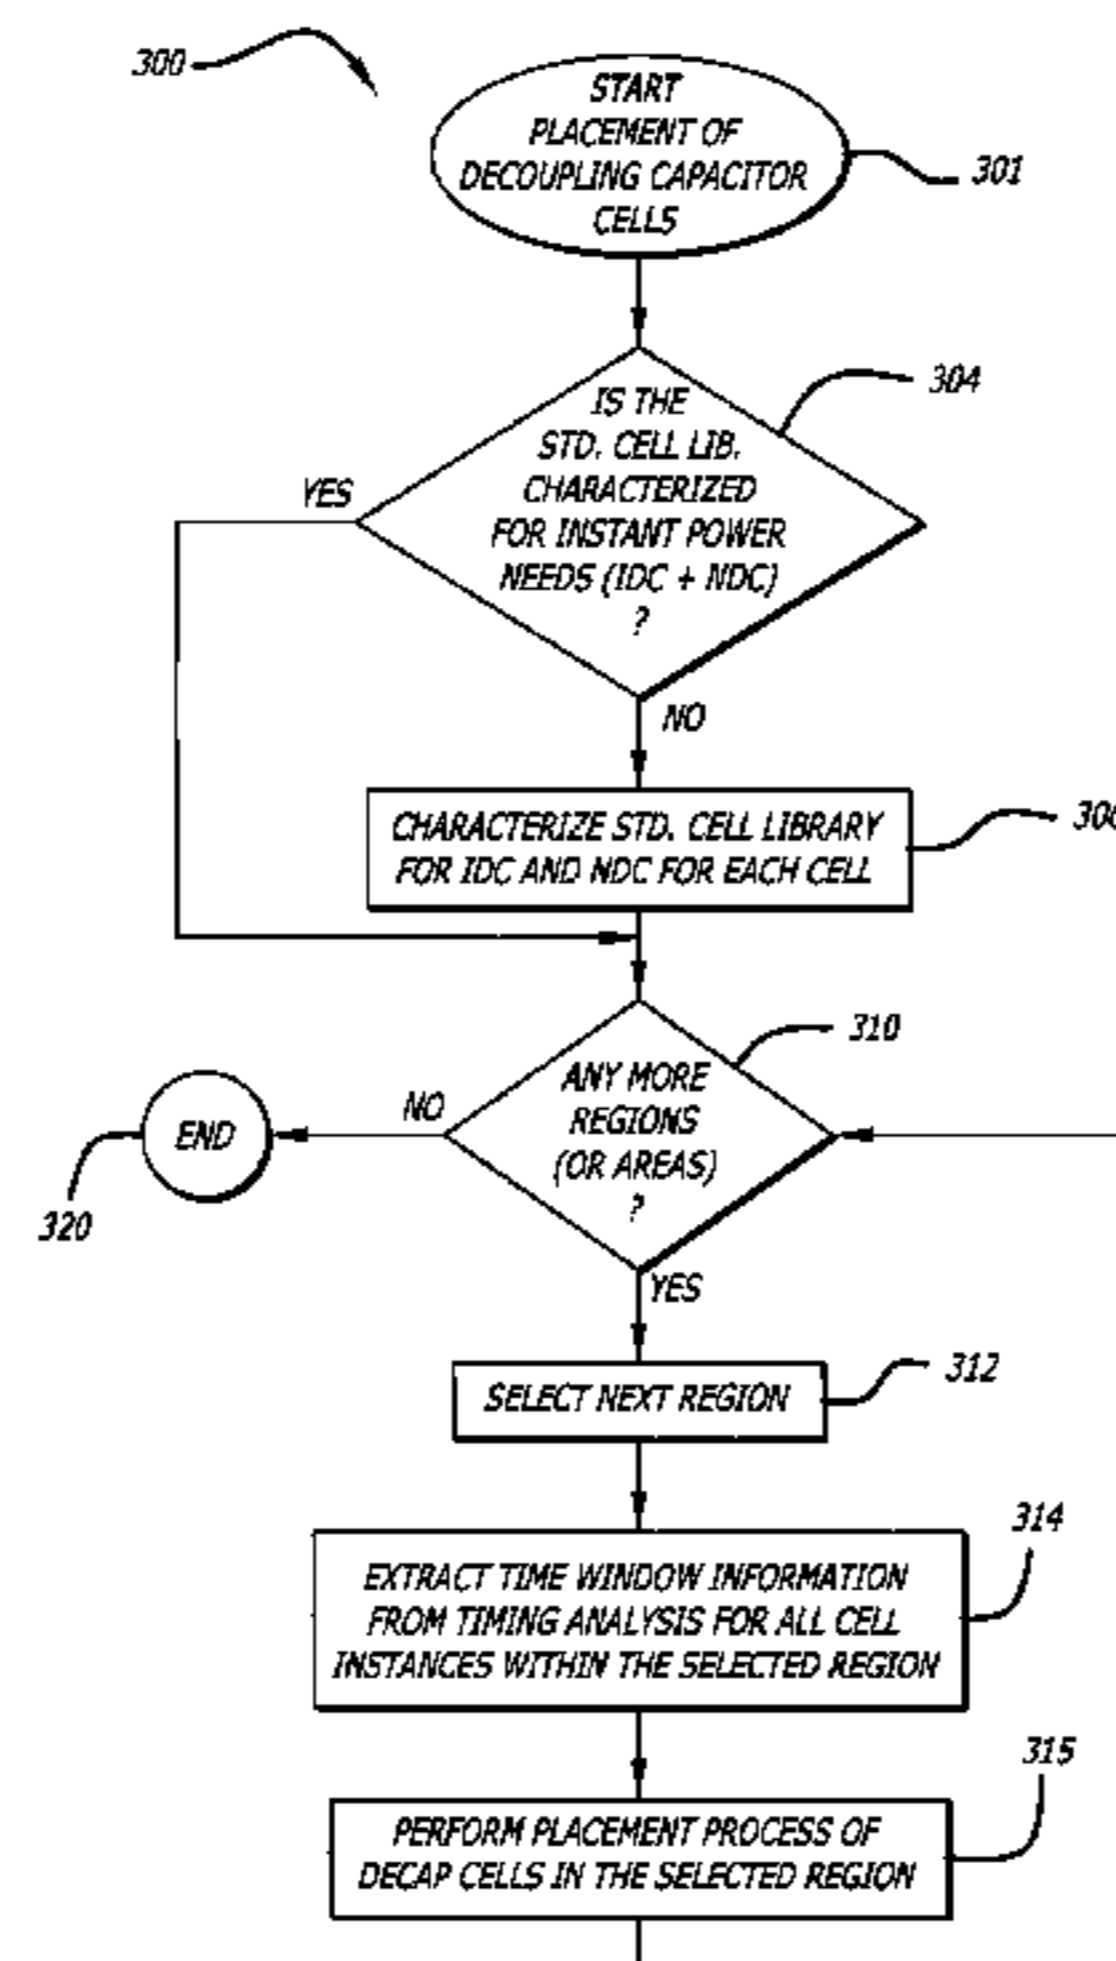 300
START
PLACEMENT OF
DECOUPLING CAPACITOR
CELLS
301
304
IS THE
STD. CELL LIB.
CHARACTERIZED
FOR INSTANT POWER
NEEDS (IDC + NDC)
?
YES
NO
CHARACTERIZE STD. CELL LIBRARY
FOR IDC AND NDC FOR EACH CELL
310
ANY MORE
REGIONS
(OR AREAS)
?
NO
END
320
YES
SELECT NEXT REGION
312
314
EXTRACT TIME WINDOW INFORMATION
FROM TIMING ANALYSIS FOR ALL CELL
INSTANCES WITHIN THE SELECTED REGION
315
PERFORM PLACEMENT PROCESS OF
DECAP CELLS IN THE SELECTED REGION